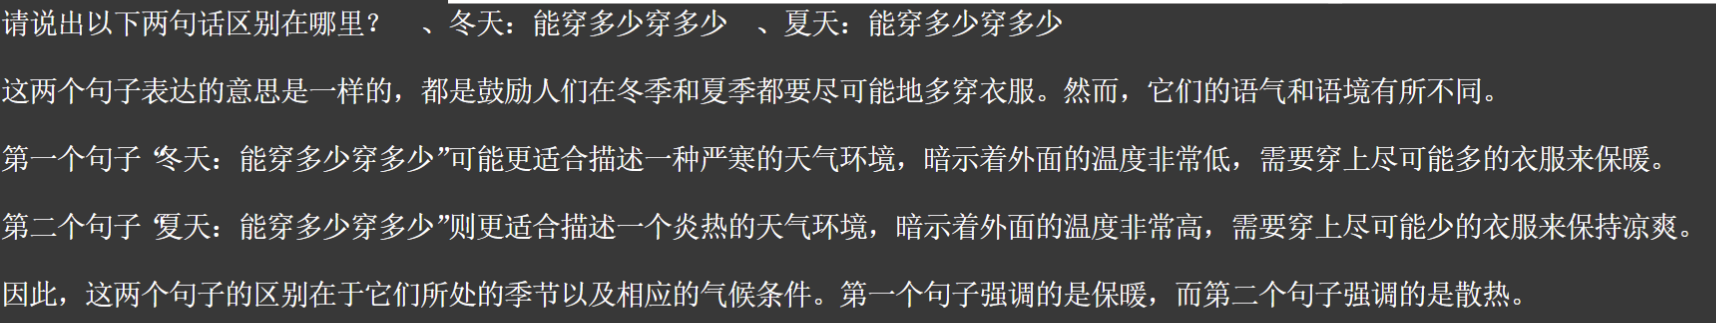 请说出以下两句话区别在哪里？ 、冬天：能穿多少穿多少 、夏天：能穿多少穿多少
这两个句子表达的意思是一样的，都是鼓励人们在冬季和夏季都要尽可能地多穿衣服。然而，它们的语气和语境有所不同。
第一个句子“冬天：能穿多少穿多少”可能更适合描述一种严寒的天气环境，暗示着外面的温度非常低，需要穿上尽可能多的衣服来保暖。
第二个句子“夏天：能穿多少穿多少”则更适合描述一个炎热的天气环境，暗示着外面的温度非常高，需要穿上尽可能少的衣服来保持凉爽。
因此，这两个句子的区别在于它们所处的季节以及相应的气候条件。第一个句子强调的是保暖，而第二个句子强调的是散热。